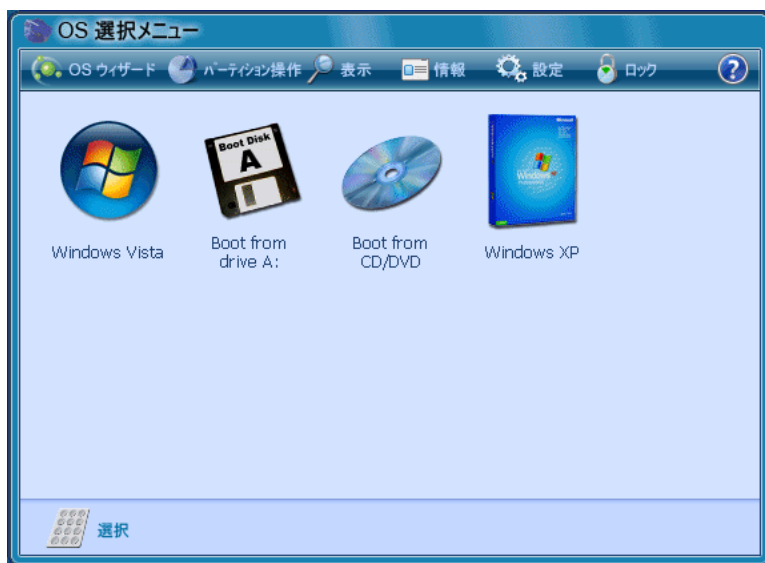 OS 選択メニュー
OS ウィザード パーティション操作 表示 情報 設定 ロック ?
Boot Disk
A
Windows
Windows Vista
Boot from
drive A:
Boot from
CD/DVD
Windows XP
選択